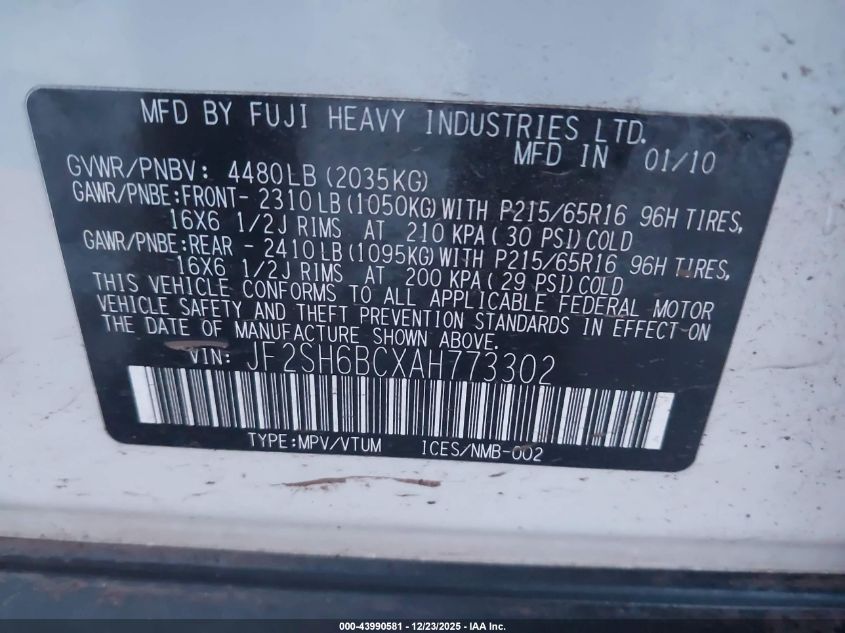 MFD BY FUJI HEAVY INDUSTRIES LTD.
MFD IN 01/10
GVWR/PNBV: 4480LB (2035KG)
GAWR/PNBE:FRONT- 2310LB(1050KG)WITH P215/65R16 96H TIRES,
16X6 1/2J RIMS AT 210 KPA( 30 PSI)COLD
GAWR/PNBE:REAR - 2410LB(1095KG)WITH P215/65R16 96H TIRES,
16X6 1/2J RIMS AT 200 KPA( 29 PSI)COLD
THIS VEHICLE CONFORMS TO ALL APPLICABLE FEDERAL MOTOR
VEHICLE SAFETY AND THEFT PREVENTION STANDARDS IN EFFECT ON
THE DATE OF MANUFACTURE SHOWN ABOVE.
VIN: JF2SH6BCXAH773302
TYPE:MPV/VTUM ICES/NMB-002
000-43990581 - 12/23/2025 - IAA Inc.